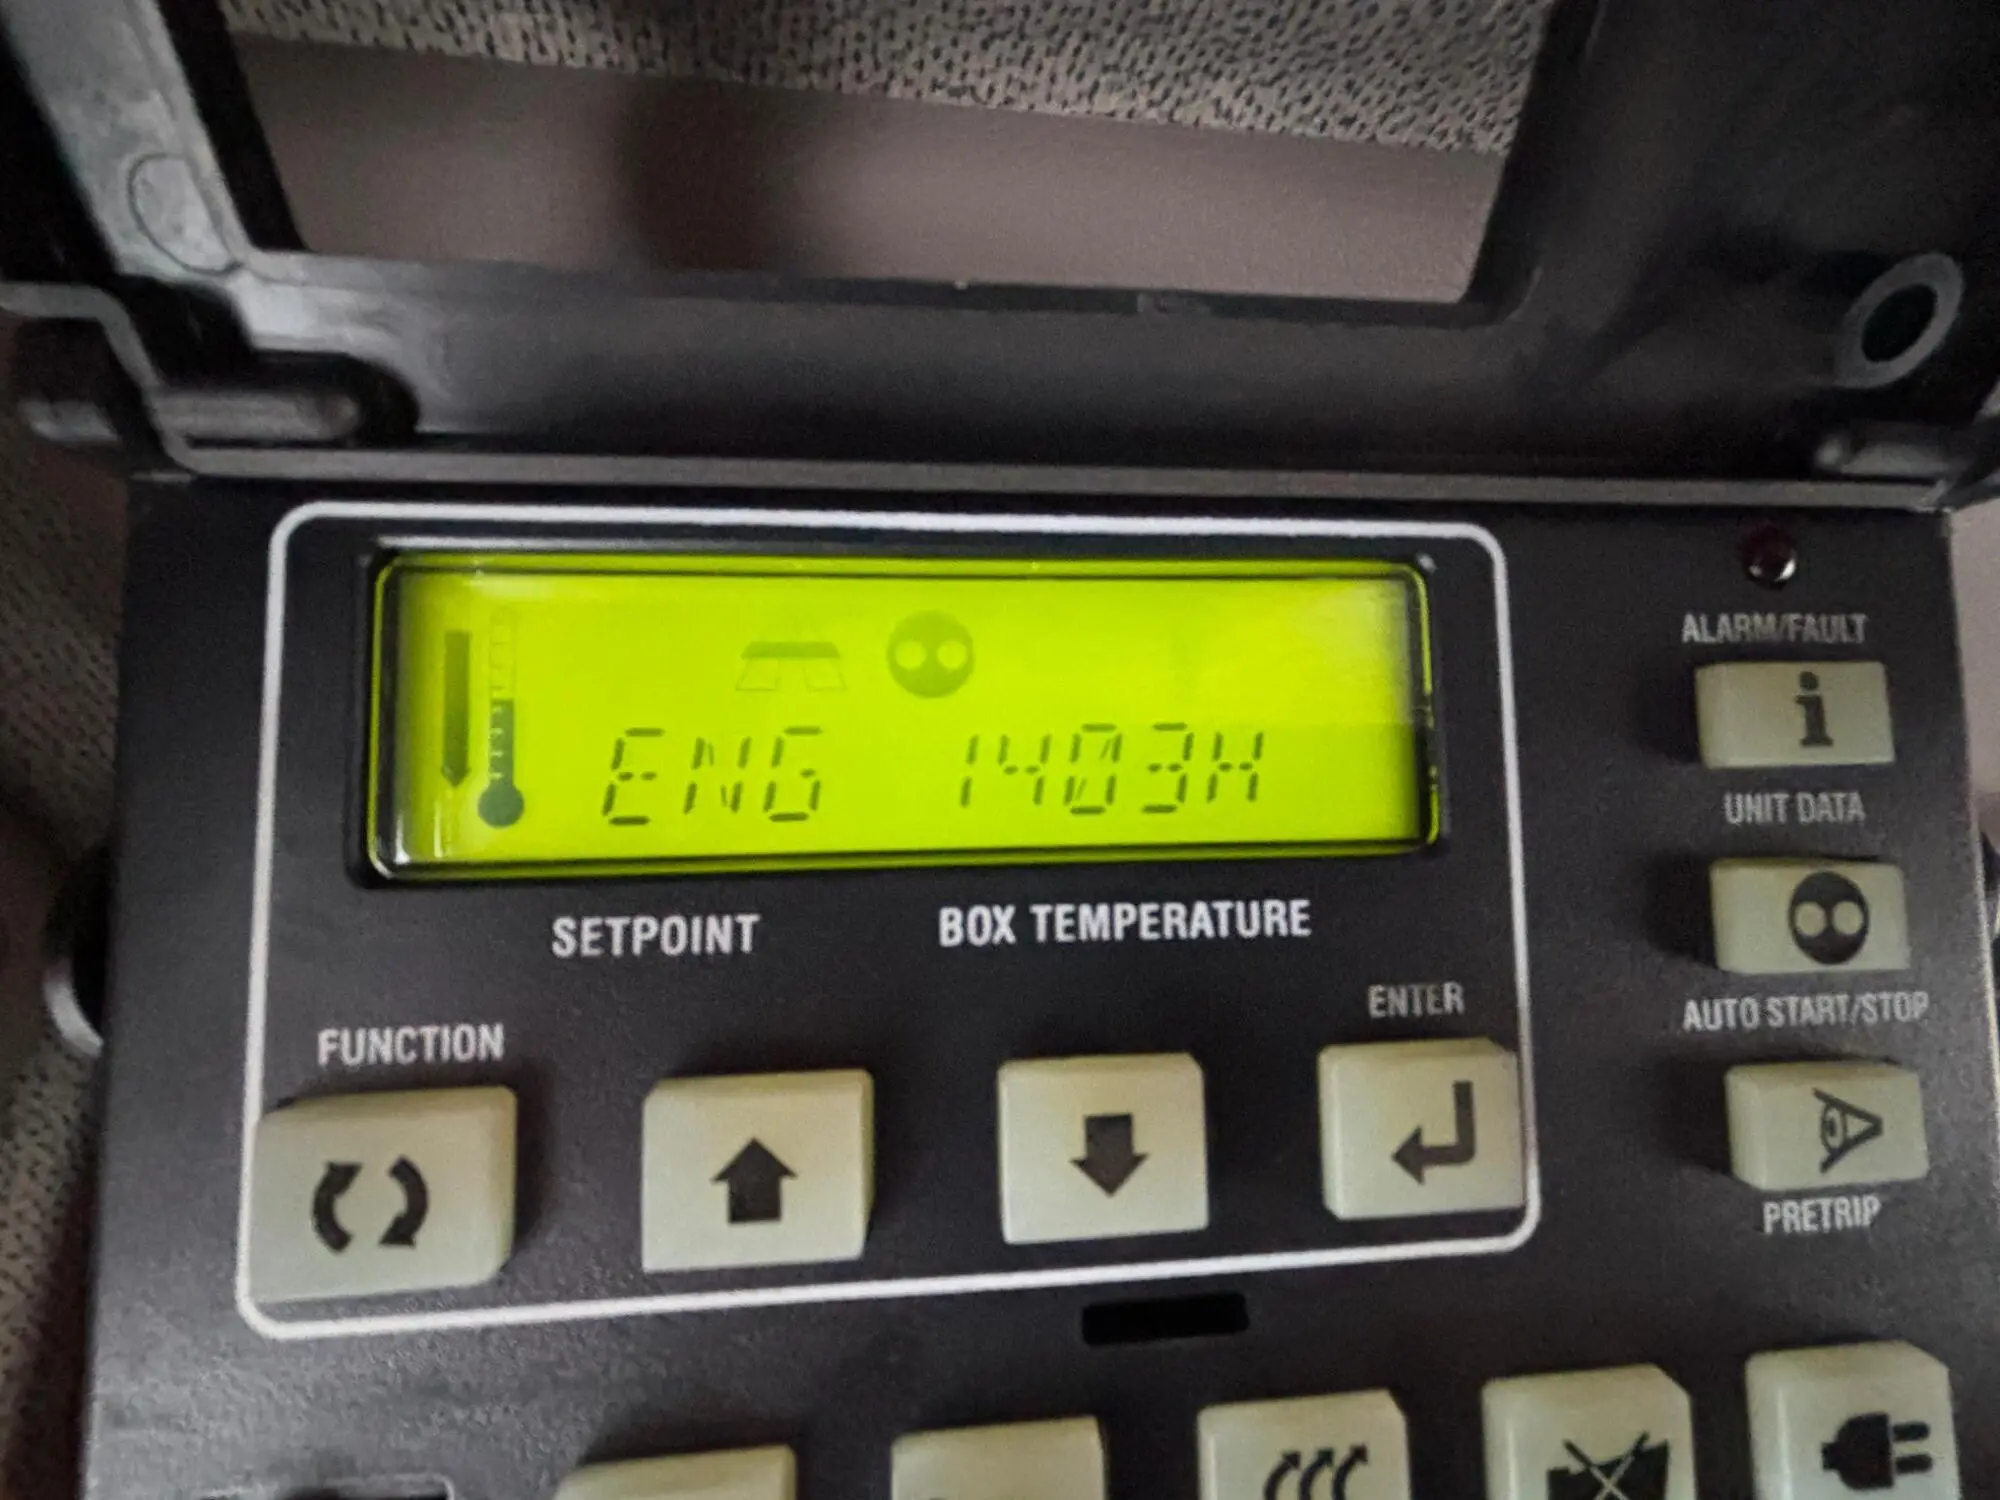 ENG 1403H
SETPOINT
BOX TEMPERATURE
FUNCTION
ENTER
ALARM/FAULT
i
UNIT DATA
AUTO START/STOP
PRETRIP